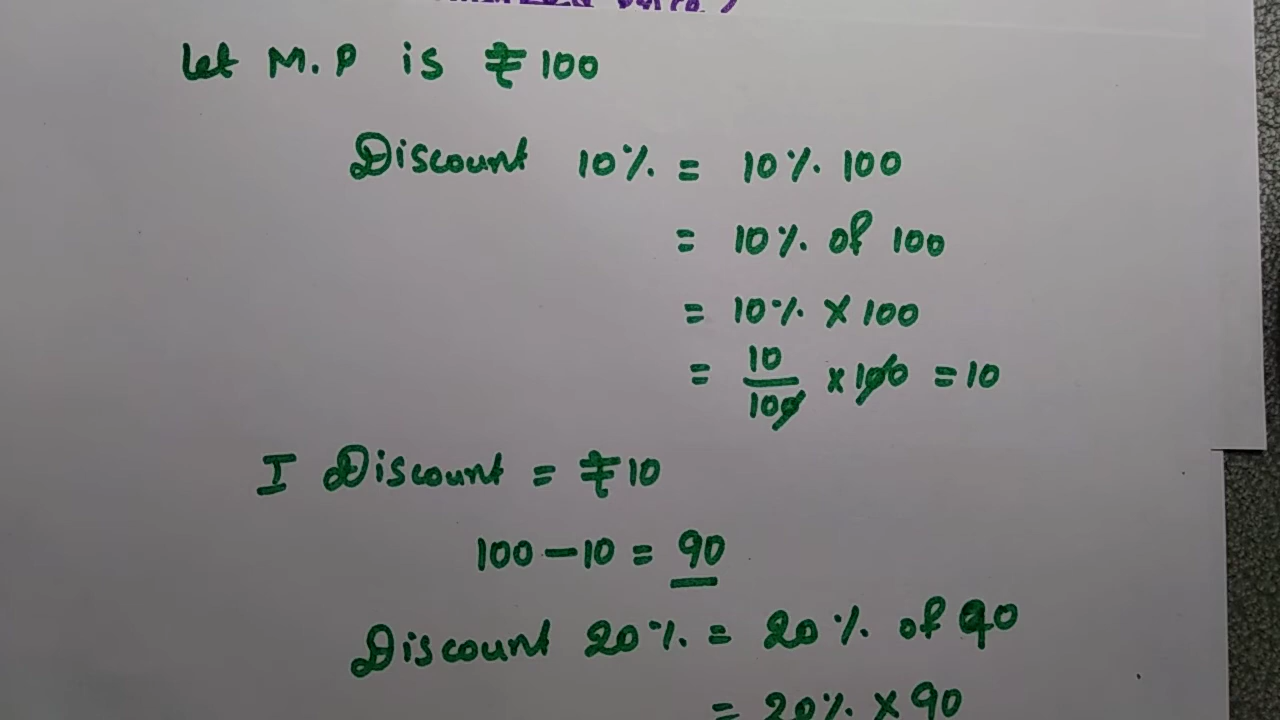 Let M.P is ₹ 100
Discount 10% = 10% 100
= 10% of 100
= 10% X 100
= 10/100 x 100 = 10
I Discount = ₹10
100 - 10 = 90
Discount 20% = 20% of 90
= 20% X 90